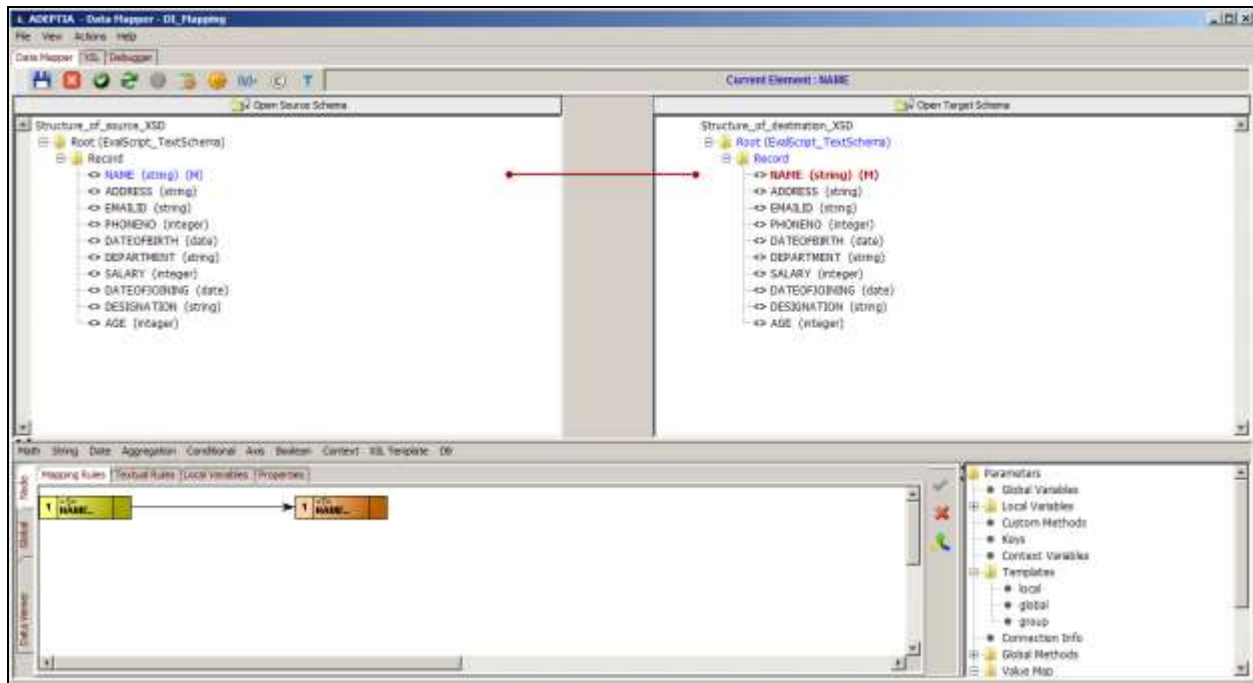 ADEPTIA - Data Mapper - DI_Mapping
File View Actions Help
Data Mapper XSL Debugger
T Current Element : NAME
Open Source Schema Open Target Schema
Structure_of_source_XSD
Root (EvalScript_TextSchema)
Record
NAME (string) (M)
ADDRESS (string)
EMAILID (string)
PHONENO (integer)
DATEOFBIRTH (date)
DEPARTMENT (string)
SALARY (integer)
DATEOFJOINING (date)
DESIGNATION (string)
AGE (integer)
Structure_of_destination_XSD
Root (EvalScript_TextSchema)
Record
NAME (string) (M)
ADDRESS (string)
EMAILID (string)
PHONENO (integer)
DATEOFBIRTH (date)
DEPARTMENT (string)
SALARY (integer)
DATEOFJOINING (date)
DESIGNATION (string)
AGE (integer)
Math String Date Aggregation Conditional Axis Boolean Context XSL Template DB
Node
Global
Data Viewer
Mapping Rules Textual Rules Local Variables Properties
1 NAME... 1 NAME...
Parameters
Global Variables
Local Variables
Custom Methods
Keys
Context Variables
Templates
local
global
group
Connection Info
Global Methods
Value Map